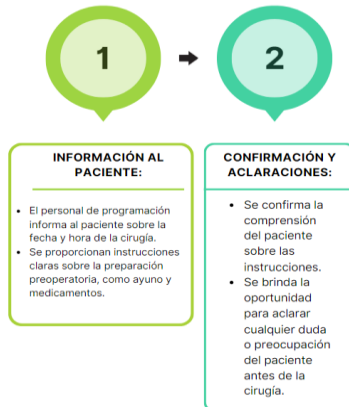 1
2
INFORMACIÓN AL
PACIENTE:
• El personal de programación
informa al paciente sobre la
fecha y hora de la cirugía.
• Se proporcionan instrucciones
claras sobre la preparación
preoperatoria, como ayuno y
medicamentos.
CONFIRMACIÓN Y
ACLARACIONES:
• Se confirma la
comprensión
del paciente
sobre las
instrucciones.
• Se brinda la
oportunidad
para aclarar
cualquier duda
o preocupación
del paciente
antes de la
cirugía.